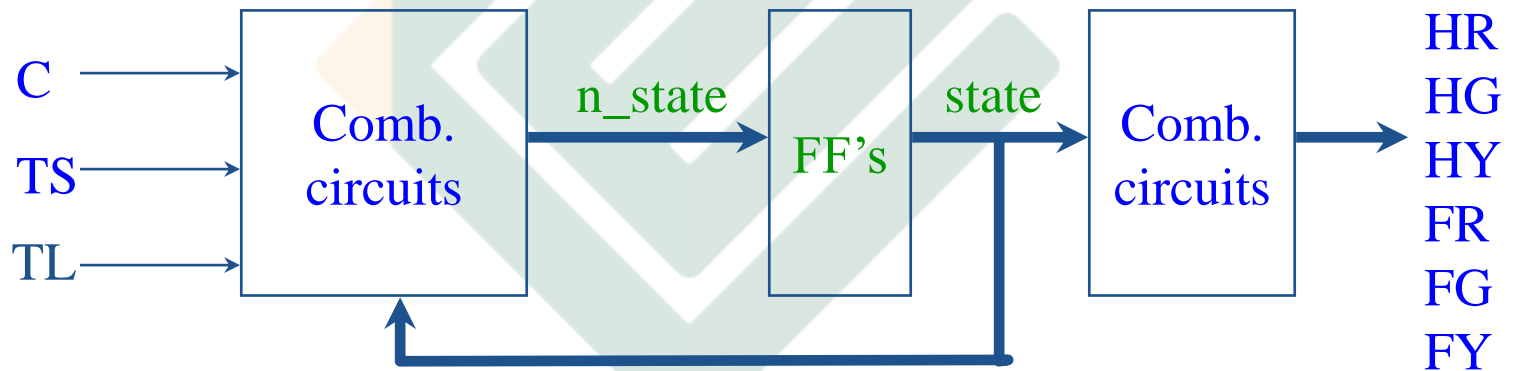 C
TS
TL
Comb.
circuits
n_state
FF’s
state
Comb.
circuits
HR
HG
HY
FR
FG
FY